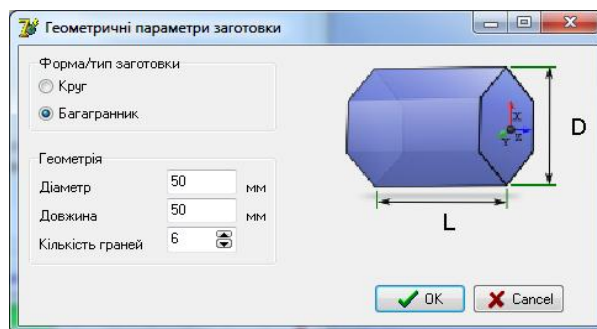 Геометричні параметри заготовки
Форма/тип заготовки
Круг
Багагранник
Геометрія
Діаметр 50 мм
Довжина 50 мм
Кількість граней 6
X
Y Z
D
L
OK Cancel